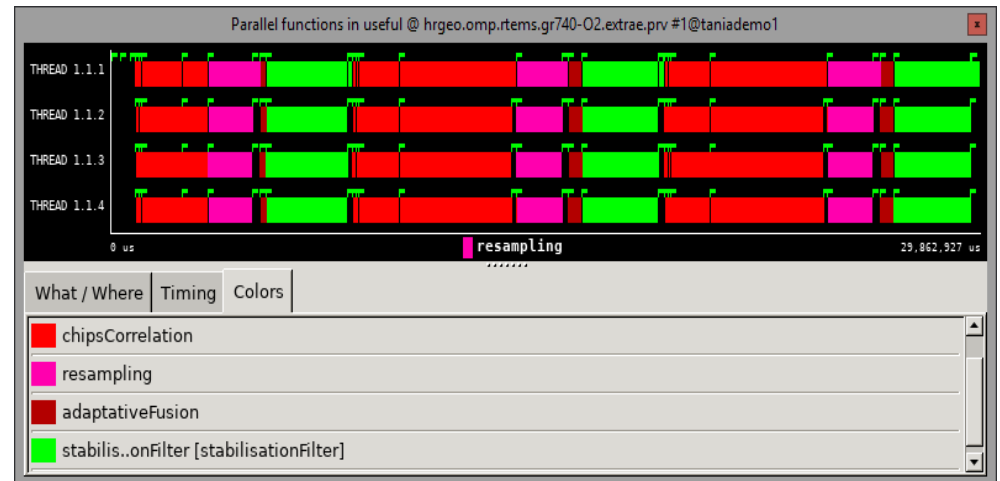 Parallel functions in useful @ hrgeo.omp.rtems.gr740-O2.extrae.prv #1@taniademo1
x
THREAD 1.1.1
THREAD 1.1.2
THREAD 1.1.3
THREAD 1.1.4
0 us resampling 29,862,927 us
What / Where Timing Colors
chipsCorrelation
resampling
adaptativeFusion
stabilis..onFilter [stabilisationFilter]